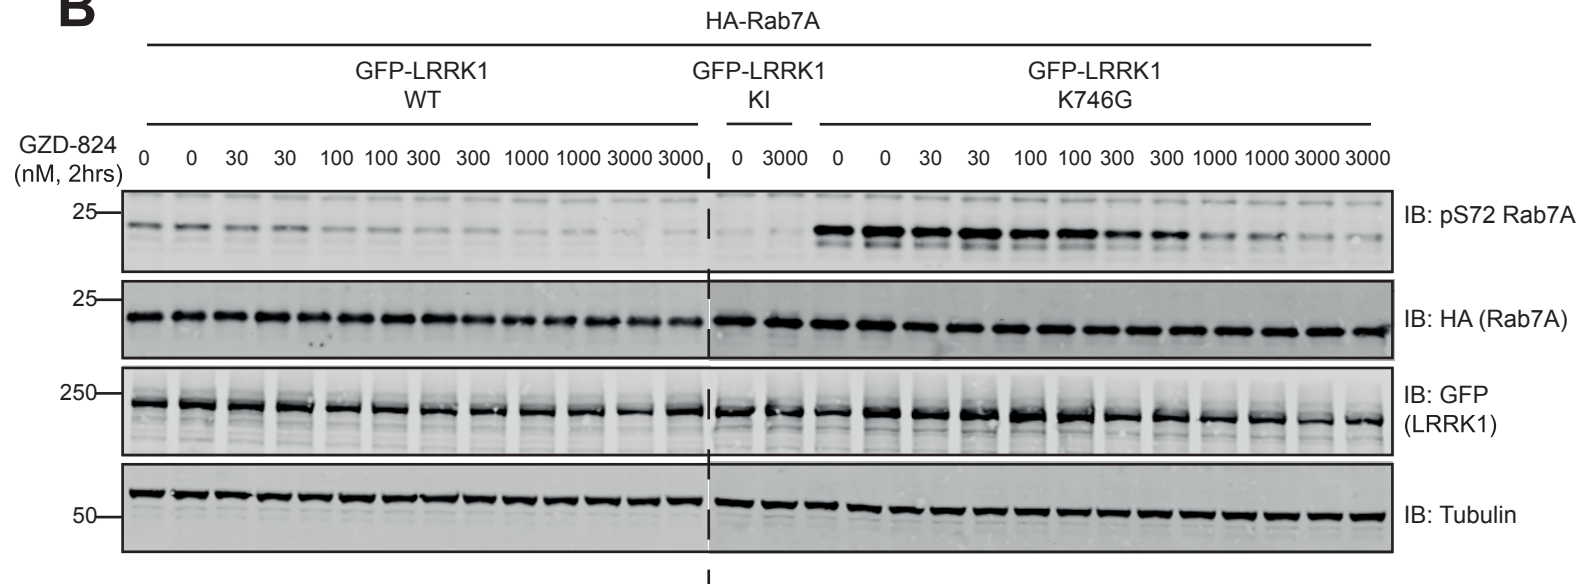 B
HA-Rab7A
GFP-LRRK1 GFP-LRRK1 GFP-LRRK1
WT KI K746G
GZD-824
(nM, 2hrs) 0 0 30 30 100 100 300 300 1000 1000 3000 3000 0 3000 0 0 30 30 100 100 300 300 1000 1000 3000 3000
25 IB: pS72 Rab7A
25 IB: HA (Rab7A)
250 IB: GFP
(LRRK1)
50 IB: Tubulin